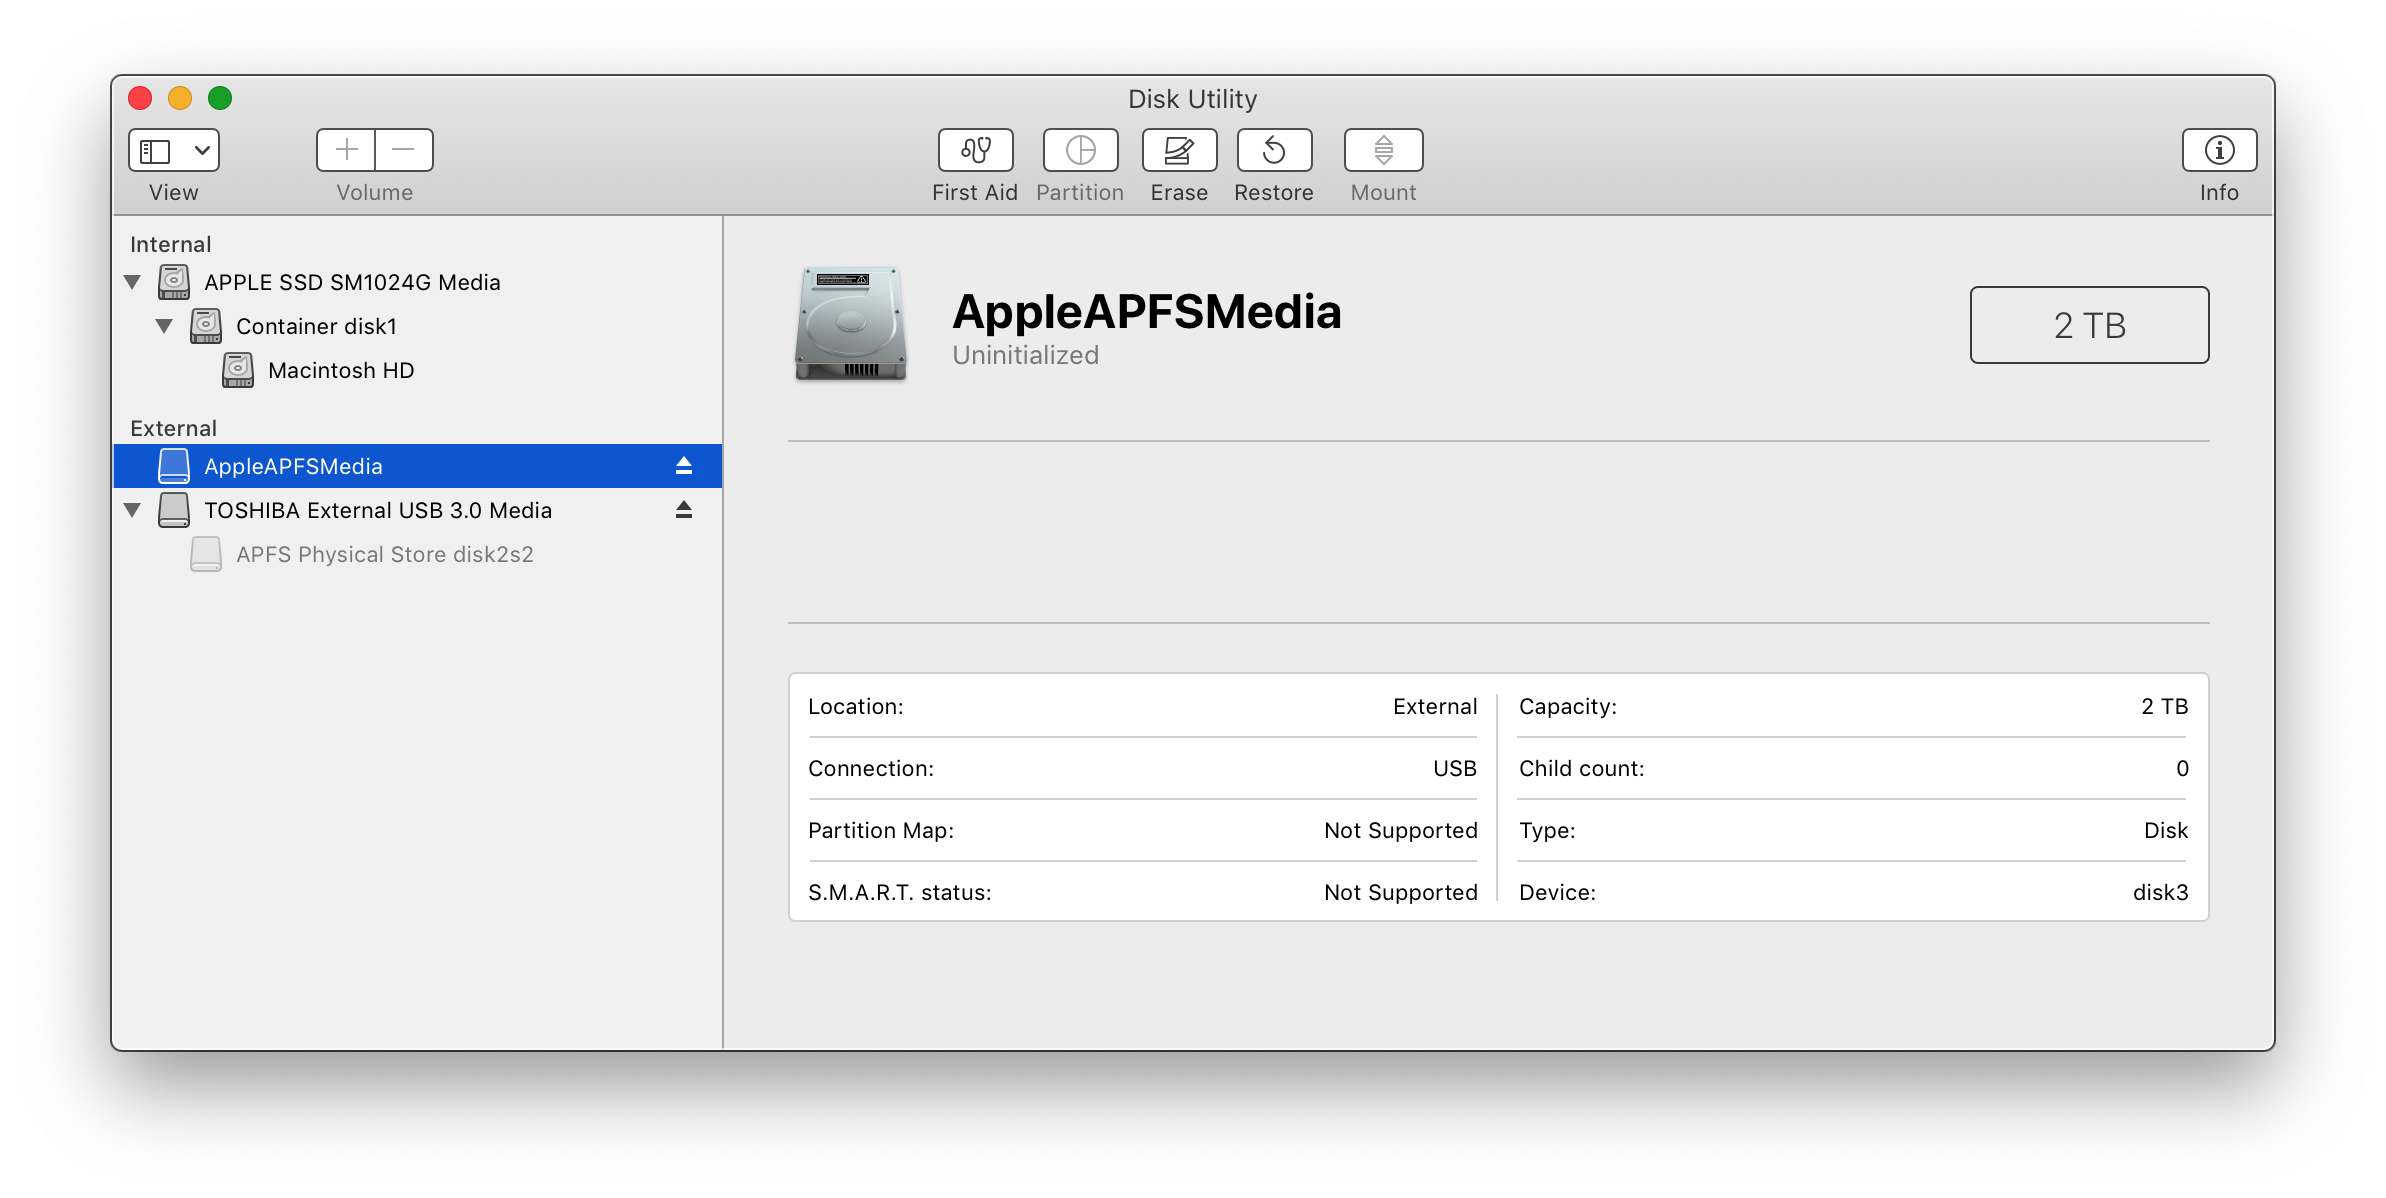 Disk Utility
View
Volume
First Aid
Partition
Erase
Restore
Mount
Info
Internal
APPLE SSD SM1024G Media
Container disk1
Macintosh HD
External
AppleAPFSMedia
TOSHIBA External USB 3.0 Media
APFS Physical Store disk2s2
AppleAPFSMedia
Uninitialized
2 TB
Location: External
Connection: USB
Partition Map: Not Supported
S.M.A.R.T. status: Not Supported
Capacity: 2 TB
Child count: 0
Type: Disk
Device: disk3